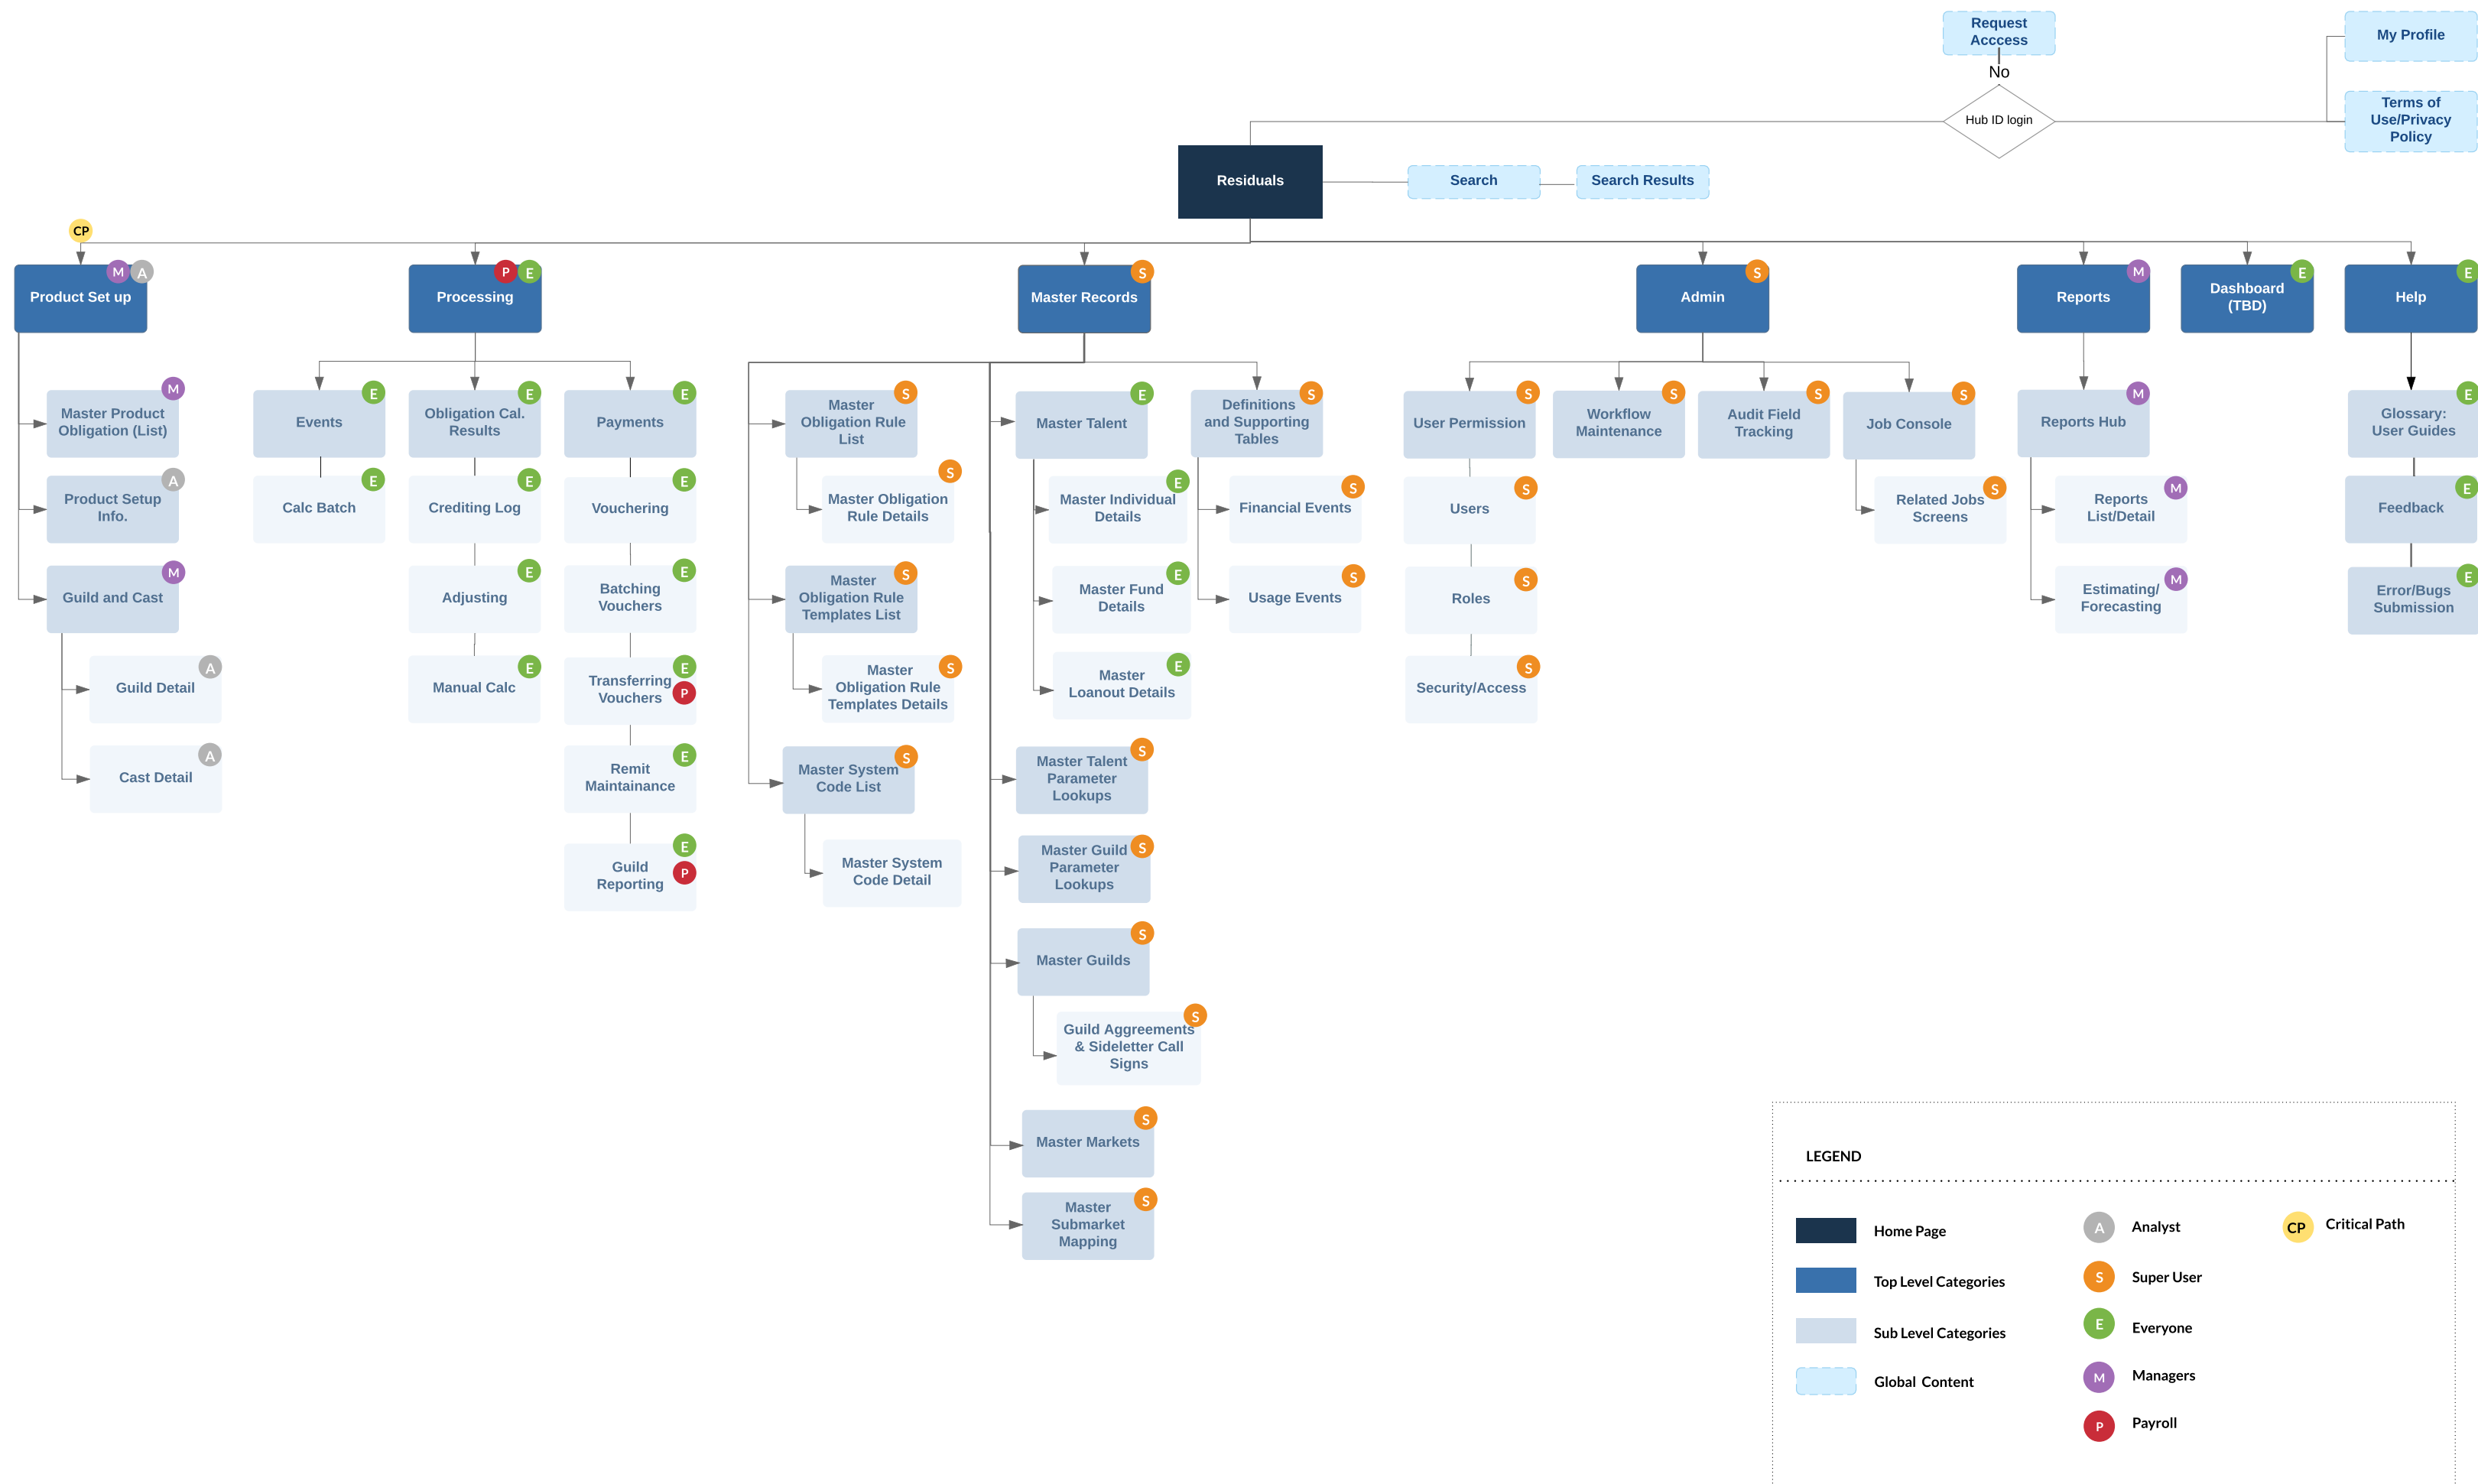 Request
Acccess
My Profile
No
Terms of
Use/Privacy
Policy
Hub ID login
Residuals
Search
Search Results
CP
M
A
Product Set up
P
E
Processing
S
Master Records
S
Admin
M
Reports
E
Dashboard
(TBD)
E
Help
M
Master Product
Obligation (List)
A
Product Setup
Info.
M
Guild and Cast
A
Guild Detail
A
Cast Detail
E
Events
E
Calc Batch
E
Obligation Cal.
Results
E
Crediting Log
E
Adjusting
E
Manual Calc
E
Payments
E
Vouchering
E
Batching
Vouchers
E
P
Transferring
Vouchers
E
Remit
Maintainance
E
P
Guild
Reporting
S
Master
Obligation Rule
List
S
Master Obligation
Rule Details
S
Master
Obligation Rule
Templates List
S
Master
Obligation Rule
Templates Details
S
Master System
Code List
Master System
Code Detail
E
Master Talent
E
Master Individual
Details
E
Master Fund
Details
E
Master
Loanout Details
S
Master Talent
Parameter
Lookups
S
Master Guild
Parameter
Lookups
S
Master Guilds
S
Guild Aggreements
& Sideletter Call
Signs
S
Master Markets
S
Master
Submarket
Mapping
S
Definitions
and Supporting
Tables
S
Financial Events
S
Usage Events
S
User Permission
S
Users
S
Roles
S
Security/Access
S
Workflow
Maintenance
S
Audit Field
Tracking
S
Job Console
S
Related Jobs
Screens
M
Reports Hub
M
Reports
List/Detail
M
Estimating/
Forecasting
E
Glossary:
User Guides
E
Feedback
E
Error/Bugs
Submission
LEGEND
Home Page
Top Level Categories
Sub Level Categories
Global Content
A
Analyst
S
Super User
E
Everyone
M
Managers
P
Payroll
CP
Critical Path